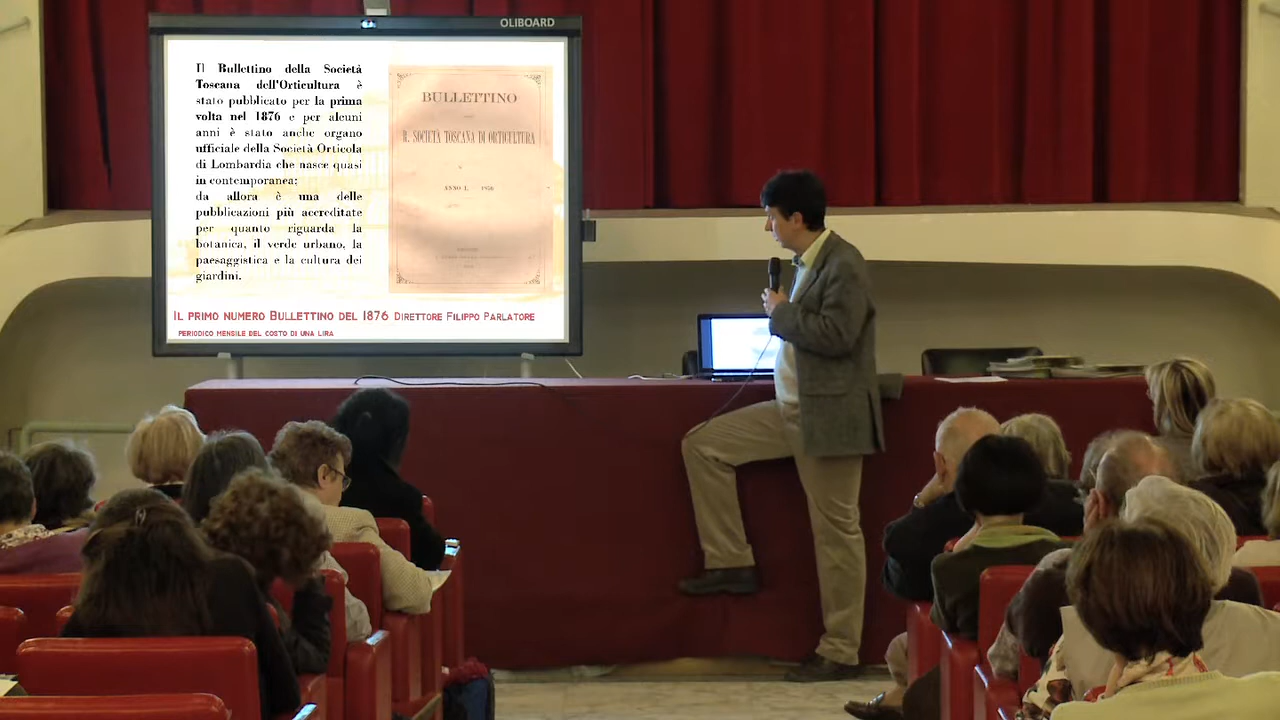 OLIBOARD
Il Bullettino della Società
Toscana dell'Orticultura è
stato pubblicato per la prima
volta nel 1876 e per alcuni
anni è stato anche organo
ufficiale della Società Orticola
di Lombardia che nasce quasi
in contemporanea;
da allora è una delle
pubblicazioni più accreditate
per quanto riguarda la
botanica, il verde urbano, la
paesaggistica e la cultura dei
giardini.
BULLETTINO
R. SOCIETÀ TOSCANA DI ORTICULTURA
ANNO I. 1876
IL PRIMO NUMERO BULLETTINO DEL 1876 DIRETTORE FILIPPO PARLATORE
PERIODICO MENSILE DEL COSTO DI UNA LIRA